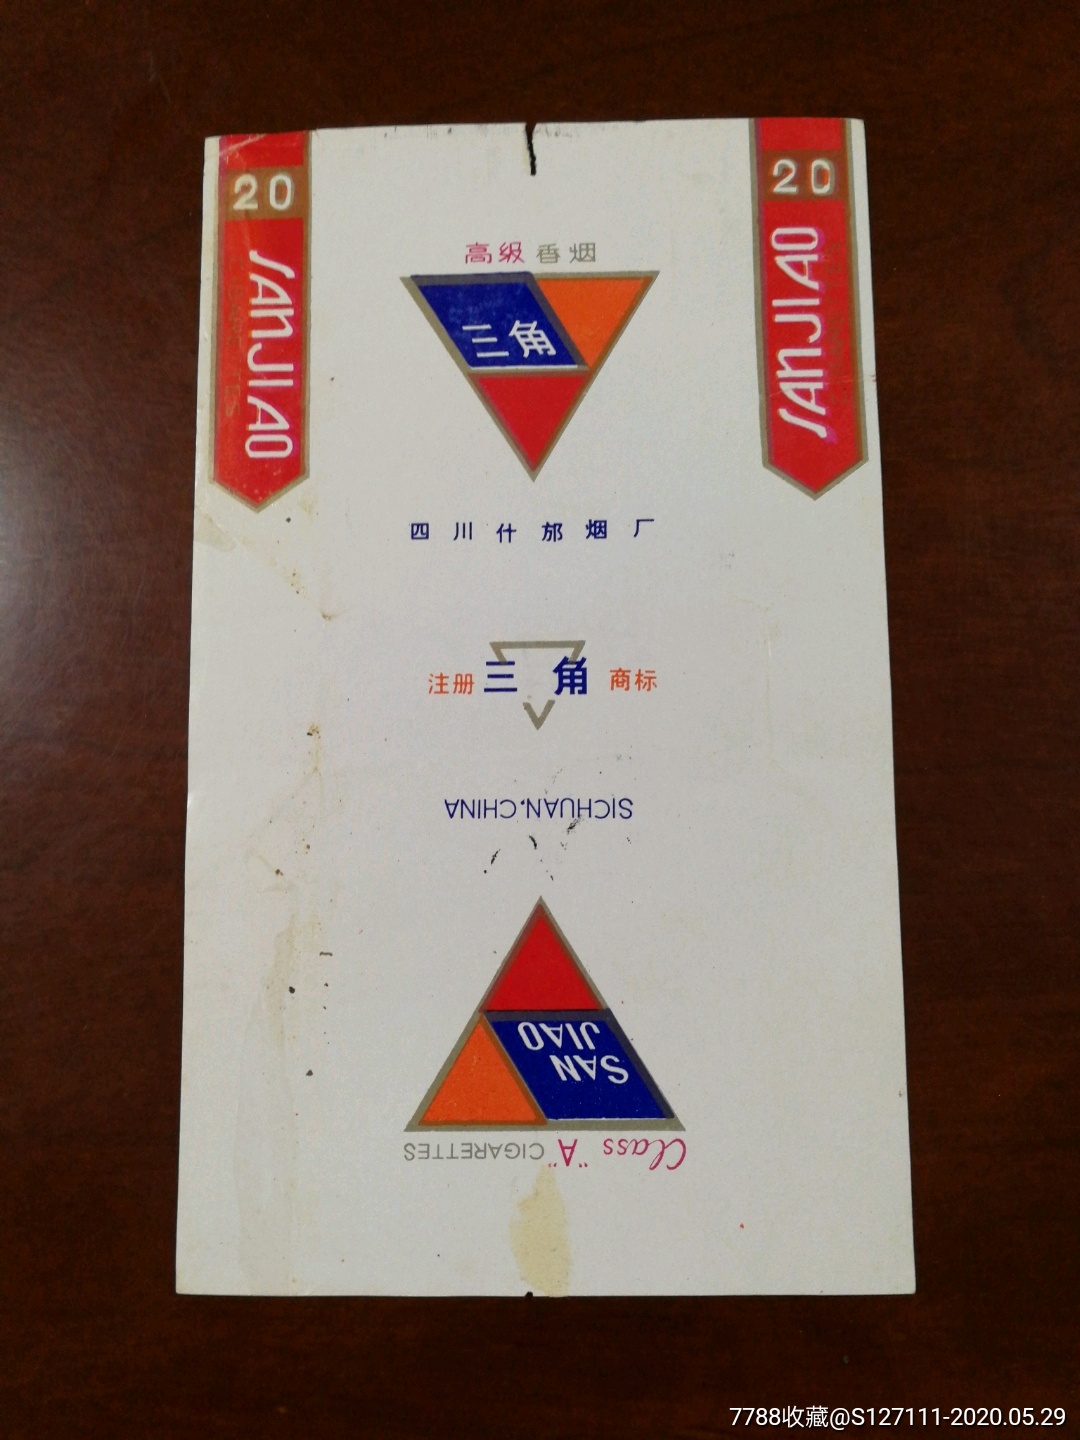 20
SANJIAO
20
SANJIAO
高级香烟
三角
四川什邡烟厂
注册 三角 商标
SICHUAN.CHINA
SAN
JIAO
Class "A" CIGARETTES
7788收藏@S127111-2020.05.29